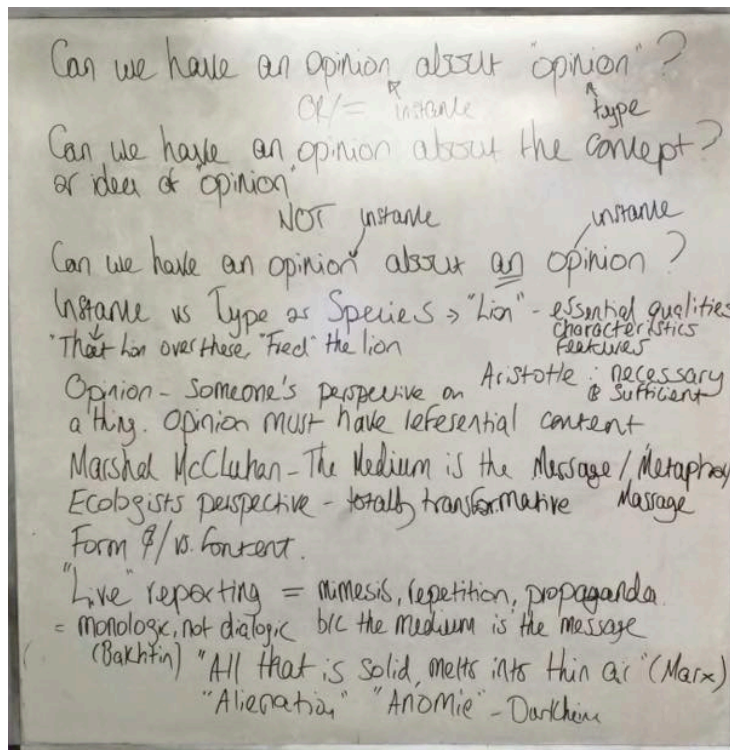 Can we have an opinion about "opinion"?
OR/= instance type
Can we have an opinion about the concept?
or idea of "opinion"
NOT instance instance
Can we have an opinion about an opinion?
Instance vs Type or Species → "Lion" - essential qualities
characteristics
"That lion over there, "Fred" the lion features
Aristotle: necessary
& sufficient
Opinion - Someone's perspective on
a thing. Opinion must have referential content
Marshal McCluhan - The Medium is the Message / Metaphor
Ecologists perspective - totally transformative Massage
Form &/vs. Content.
"Live" reporting = mimesis, repetition, propaganda
= monologic, not dialogic b/c the medium is the message
(Bakhtin) "All that is solid, melts into thin air" (Marx)
"Alienation" "Anomie" - Darkheim